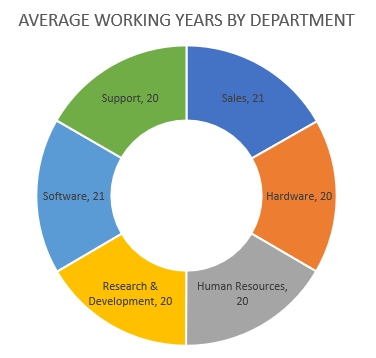 AVERAGE WORKING YEARS BY DEPARTMENT
Support, 20
Sales, 21
Software, 21
Hardware, 20
Research &
Development, 20
Human Resources,
20